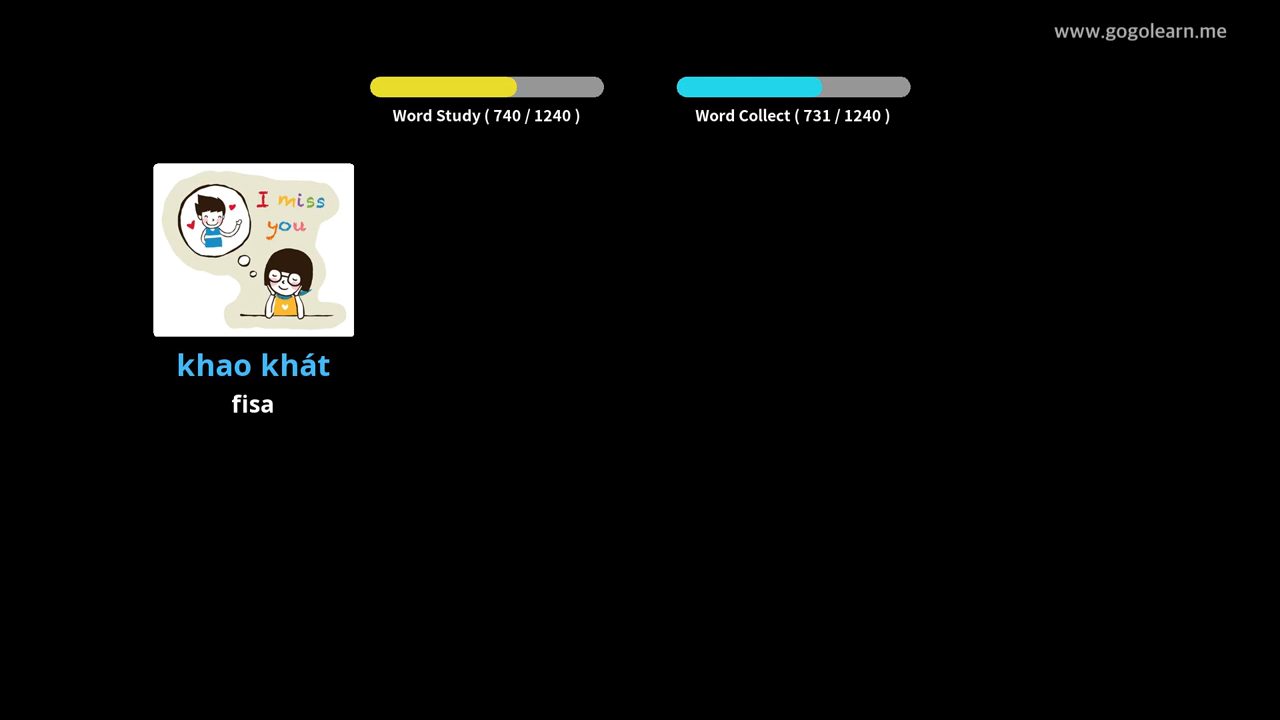 www.gogolearn.me
Word Study ( 740 / 1240 )
Word Collect ( 731 / 1240 )
I miss
you
khao khát
fisa